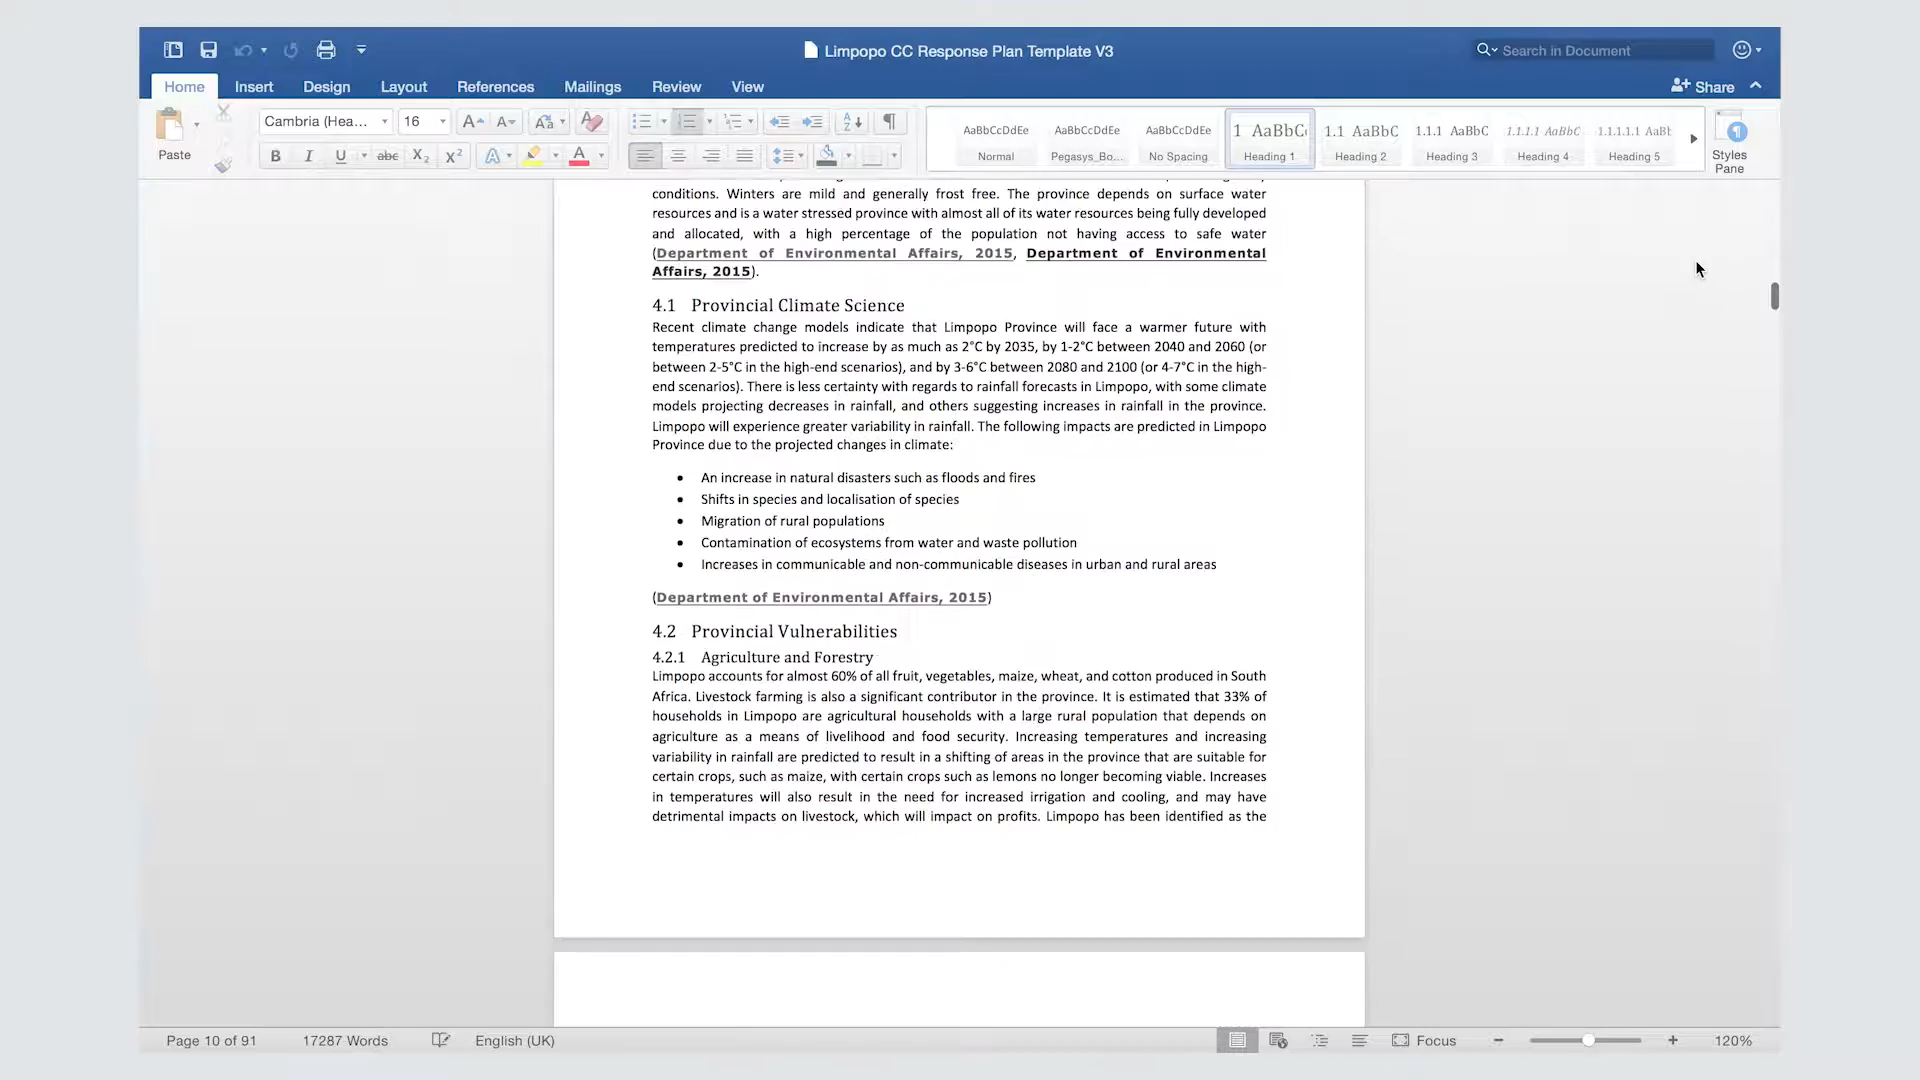 Limpopo CC Response Plan Template V3
Search in Document
Home Insert Design Layout References Mailings Review View
Share
Paste
Cambria (Hea... 16
AaBbCcDdEe AaBbCcDdEe AaBbCcDdEe 1 AaBbC 1.1 AaBbC 1.1.1 AaBbC 1.1.1.1 AaBbC 1.1.1.1.1 AaBb
Normal Pegasys_Bo... No Spacing Heading 1 Heading 2 Heading 3 Heading 4 Heading 5
Styles
Pane
B I U abc X2 X2 A A
conditions. Winters are mild and generally frost free. The province depends on surface water
resources and is a water stressed province with almost all of its water resources being fully developed
and allocated, with a high percentage of the population not having access to safe water
(Department of Environmental Affairs, 2015, Department of Environmental
Affairs, 2015).
4.1 Provincial Climate Science
Recent climate change models indicate that Limpopo Province will face a warmer future with
temperatures predicted to increase by as much as 2°C by 2035, by 1-2°C between 2040 and 2060 (or
between 2-5°C in the high-end scenarios), and by 3-6°C between 2080 and 2100 (or 4-7°C in the high-
end scenarios). There is less certainty with regards to rainfall forecasts in Limpopo, with some climate
models projecting decreases in rainfall, and others suggesting increases in rainfall in the province.
Limpopo will experience greater variability in rainfall. The following impacts are predicted in Limpopo
Province due to the projected changes in climate:
• An increase in natural disasters such as floods and fires
• Shifts in species and localisation of species
• Migration of rural populations
• Contamination of ecosystems from water and waste pollution
• Increases in communicable and non-communicable diseases in urban and rural areas
(Department of Environmental Affairs, 2015)
4.2 Provincial Vulnerabilities
4.2.1 Agriculture and Forestry
Limpopo accounts for almost 60% of all fruit, vegetables, maize, wheat, and cotton produced in South
Africa. Livestock farming is also a significant contributor in the province. It is estimated that 33% of
households in Limpopo are agricultural households with a large rural population that depends on
agriculture as a means of livelihood and food security. Increasing temperatures and increasing
variability in rainfall are predicted to result in a shifting of areas in the province that are suitable for
certain crops, such as maize, with certain crops such as lemons no longer becoming viable. Increases
in temperatures will also result in the need for increased irrigation and cooling, and may have
detrimental impacts on livestock, which will impact on profits. Limpopo has been identified as the
Page 10 of 91 17287 Words English (UK) Focus 120%